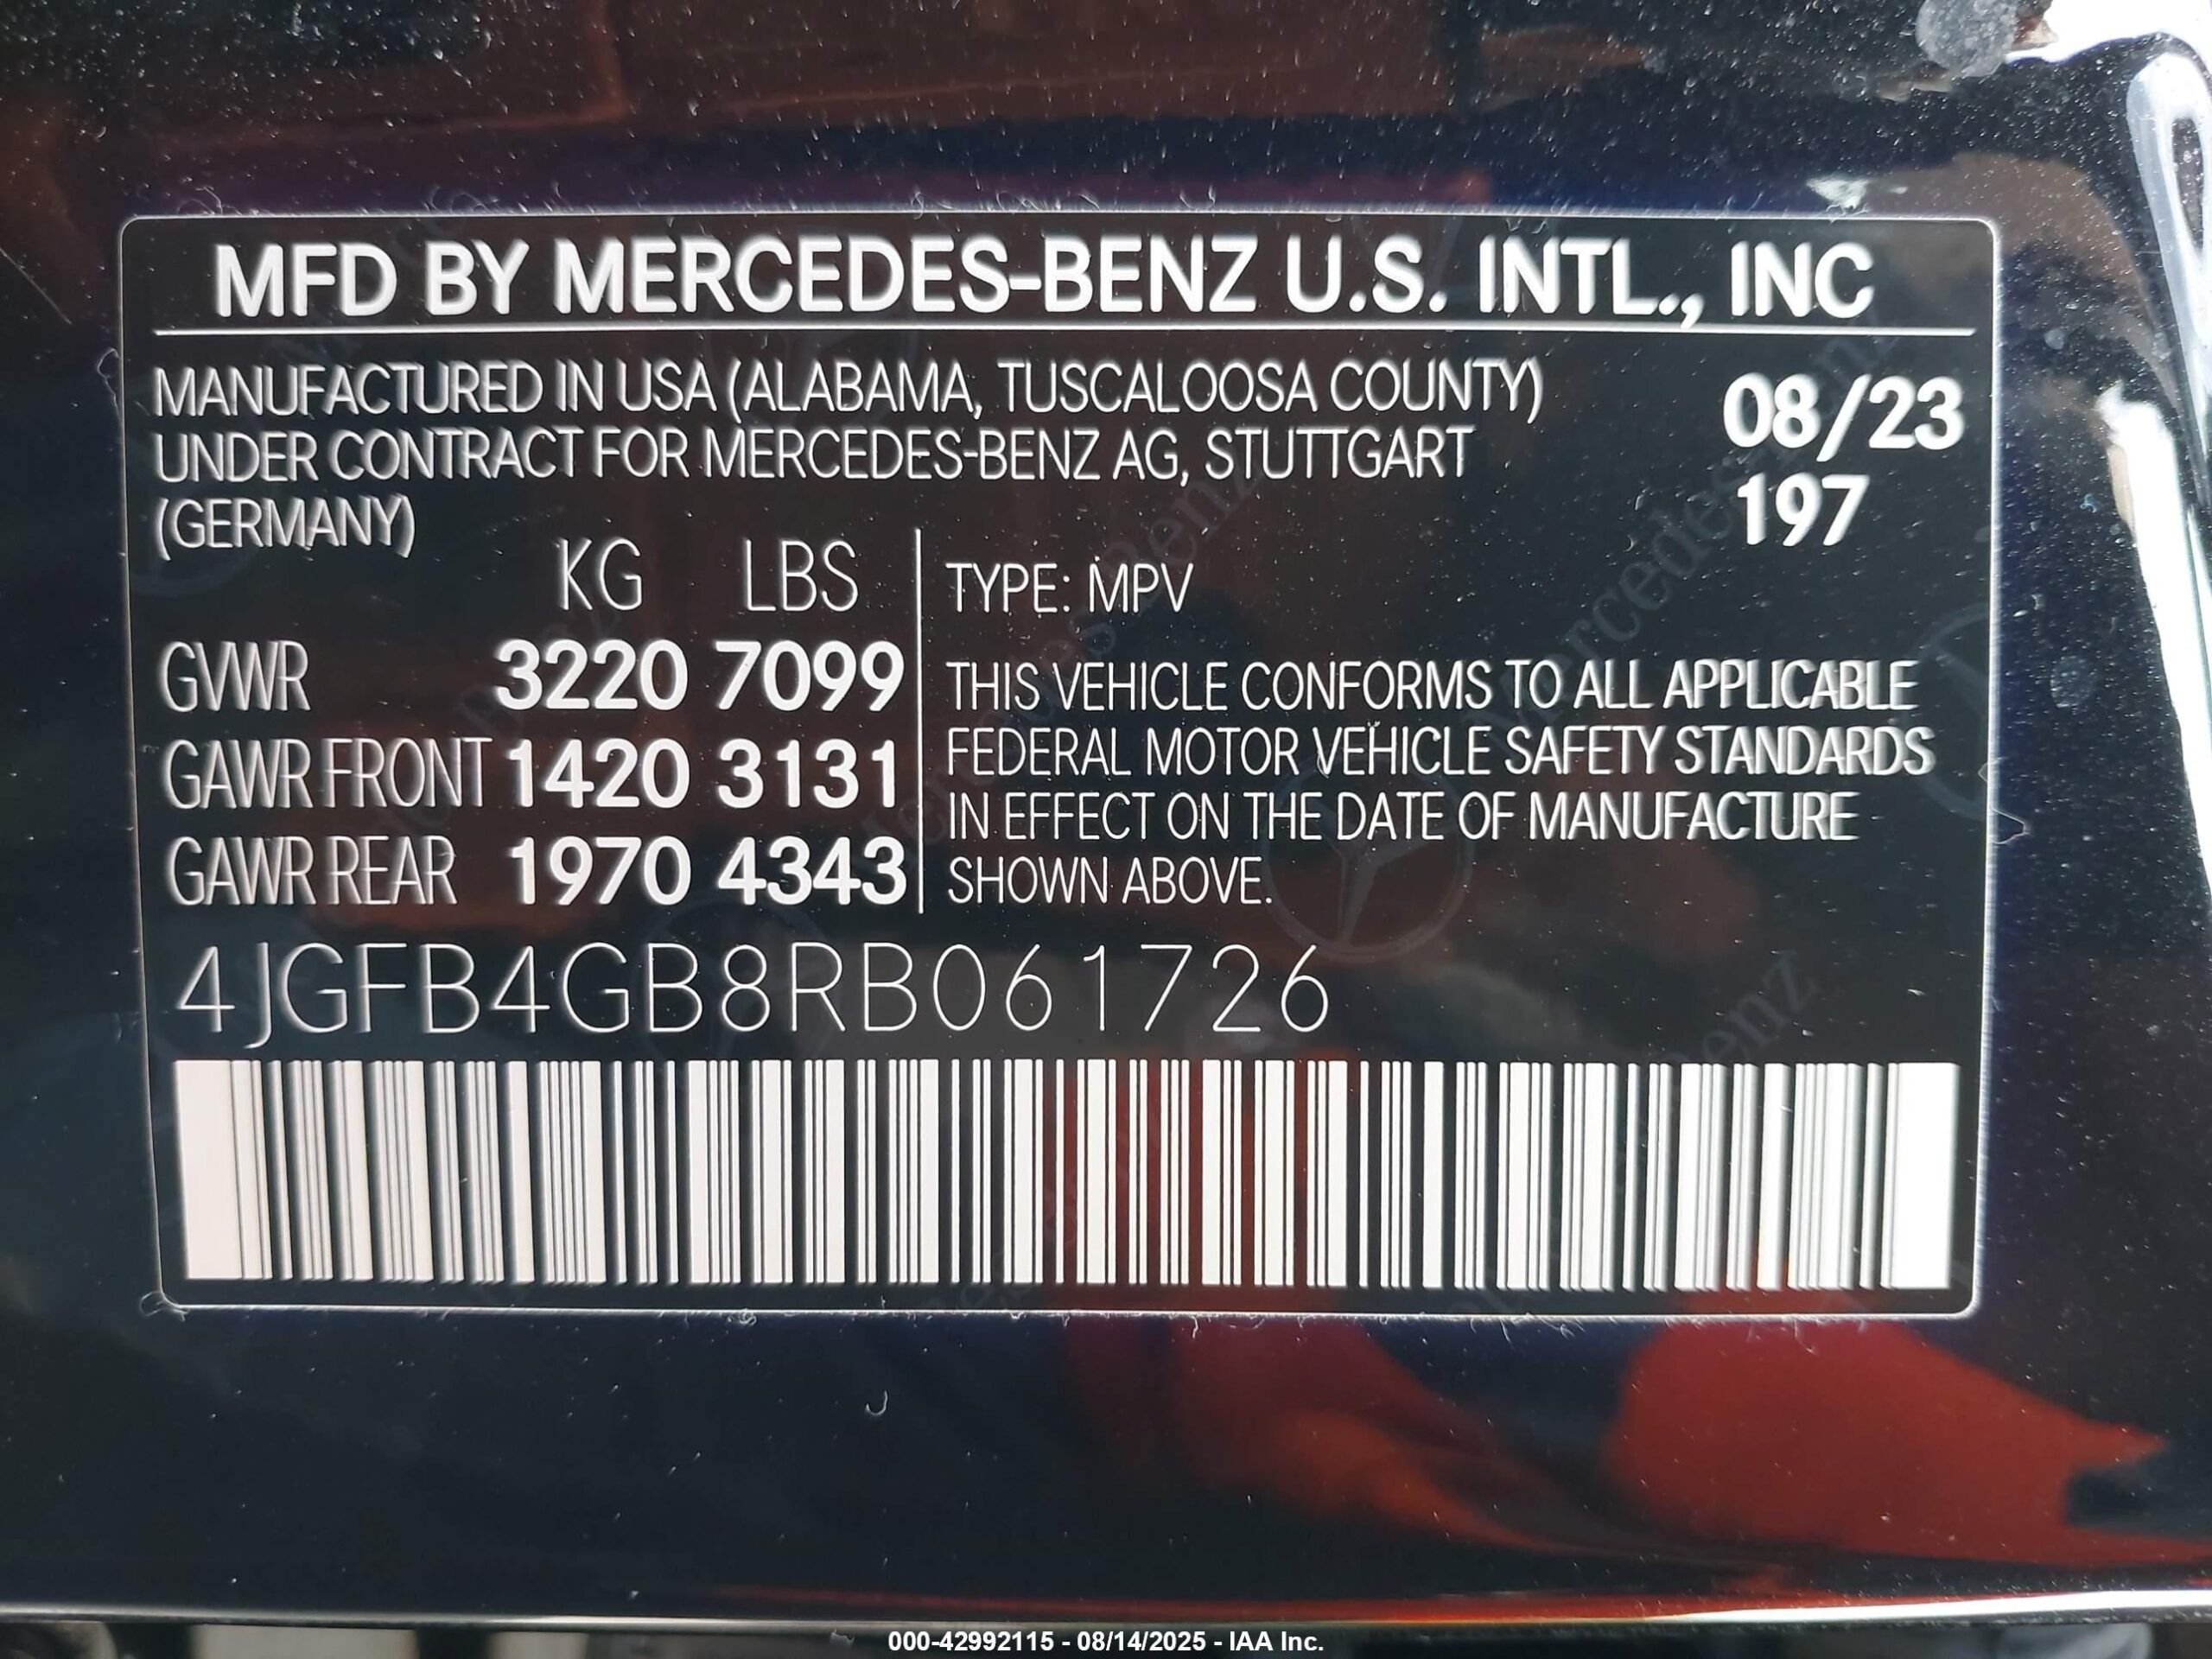 MFD BY MERCEDES-BENZ U.S. INTL., INC
MANUFACTURED IN USA (ALABAMA, TUSCALOOSA COUNTY)
UNDER CONTRACT FOR MERCEDES-BENZ AG, STUTTGART
(GERMANY)
08/23
197
KG LBS
GVWR 3220 7099
GAWR FRONT 1420 3131
GAWR REAR 1970 4343
TYPE: MPV
THIS VEHICLE CONFORMS TO ALL APPLICABLE
FEDERAL MOTOR VEHICLE SAFETY STANDARDS
IN EFFECT ON THE DATE OF MANUFACTURE
SHOWN ABOVE.
4JGFB4GB8RB061726
000-42992115 - 08/14/2025 - IAA Inc.